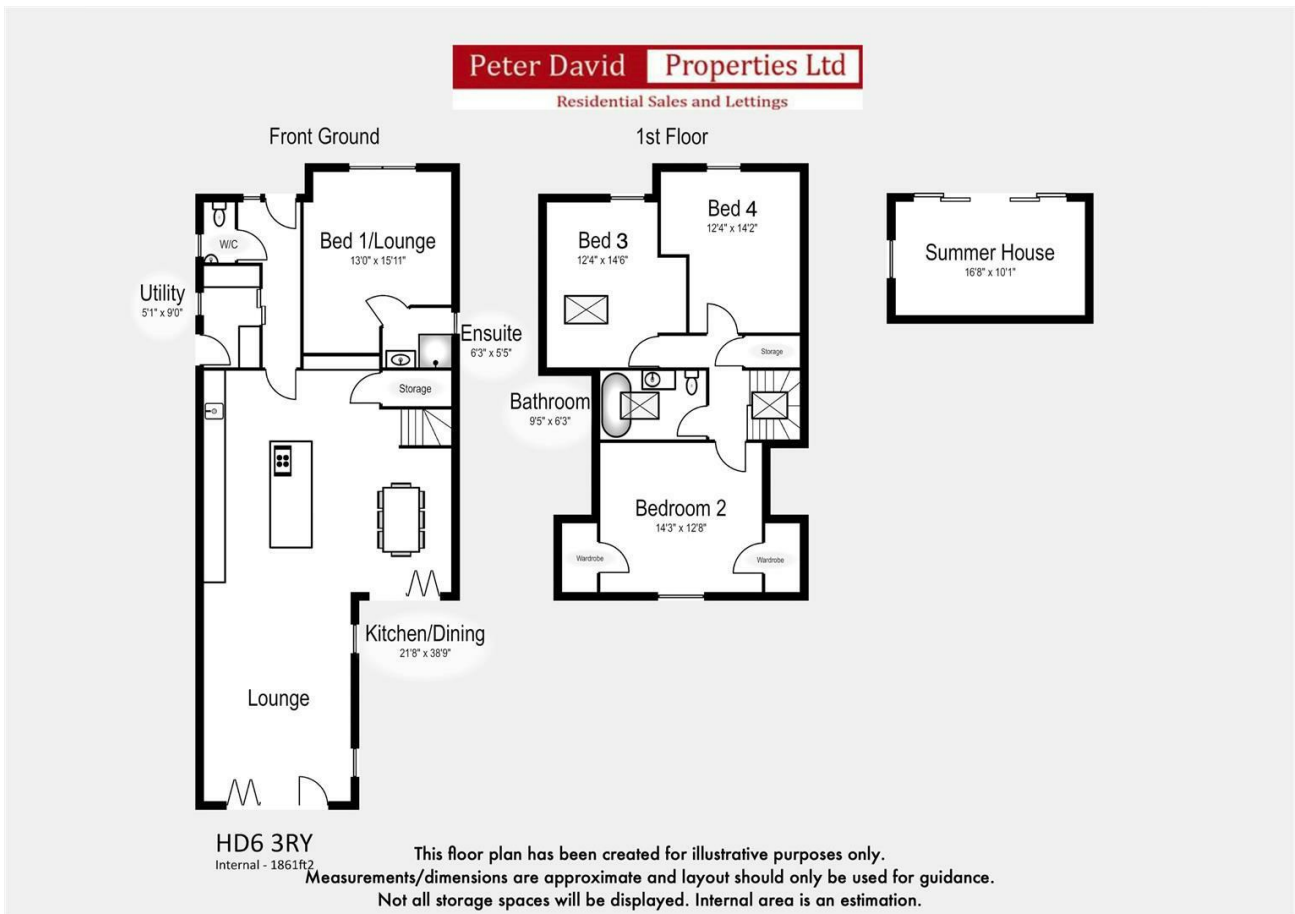 Peter David Properties Ltd
Residential Sales and Lettings
Front Ground
1st Floor
W/C
Bed 1/Lounge
13'0" x 15'11"
Utility
5'1" x 9'0"
Ensuite
6'3" x 5'5"
Storage
Kitchen/Dining
21'8" x 38'9"
Lounge
Bed 3
12'4" x 14'6"
Bed 4
12'4" x 14'2"
Storage
Bathroom
9'5" x 6'3"
Bedroom 2
14'3" x 12'8"
Wardrobe
Wardrobe
Summer House
16'8" x 10'1"
HD6 3RY
Internal - 1861ft2
This floor plan has been created for illustrative purposes only.
Measurements/dimensions are approximate and layout should only be used for guidance.
Not all storage spaces will be displayed. Internal area is an estimation.